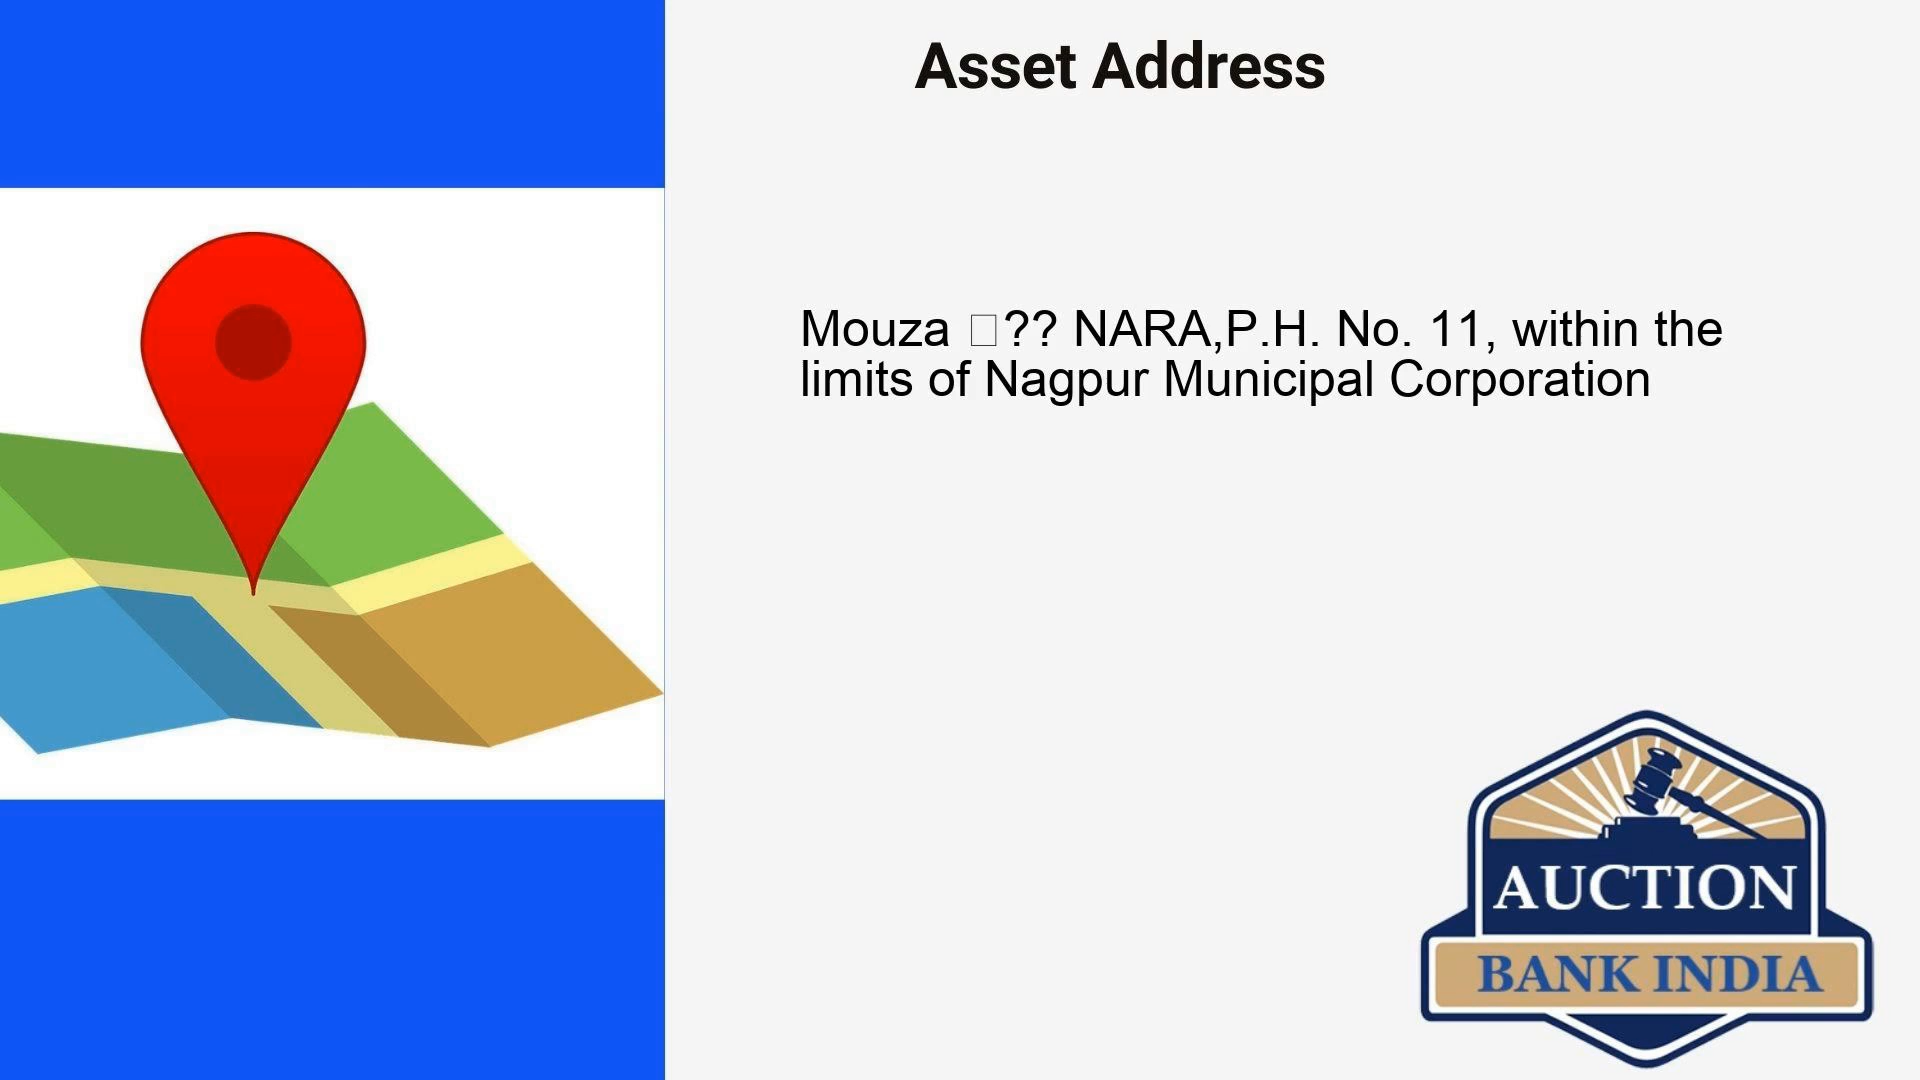 Asset Address
Mouza □?? NARA,P.H. No. 11, within the
limits of Nagpur Municipal Corporation
AUCTION
BANK INDIA